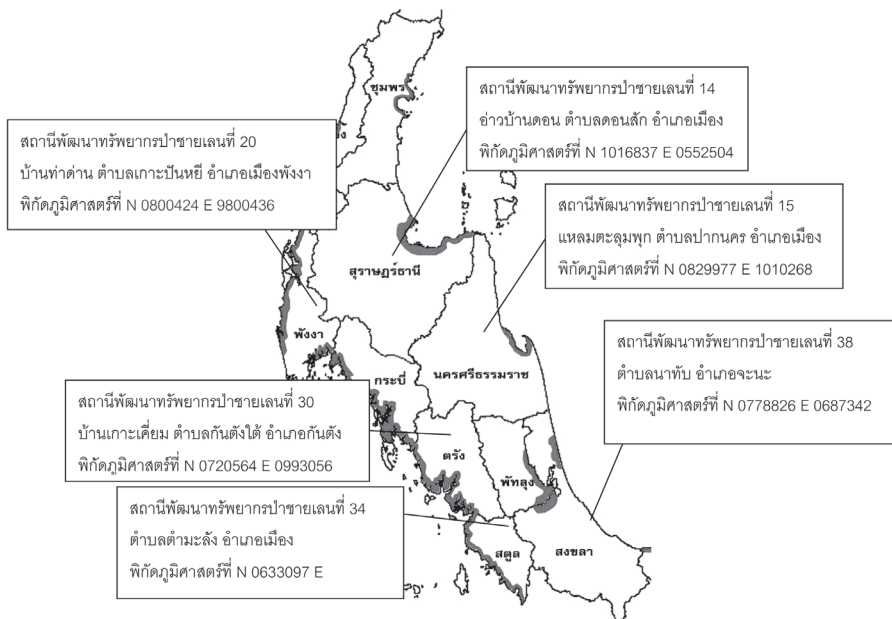 ชุมพร
สถานีพัฒนาทรัพยากรป่าชายเลนที่ 14
อ่าวบ้านดอน ตำบลดอนสัก อำเภอเมือง
พิกัดภูมิศาสตร์ที่ N 1016837 E 0552504
สถานีพัฒนาทรัพยากรป่าชายเลนที่ 20
บ้านท่าด่าน ตำบลเกาะปันหยี อำเภอเมืองพังงา
พิกัดภูมิศาสตร์ที่ N 0800424 E 9800436
สถานีพัฒนาทรัพยากรป่าชายเลนที่ 15
แหลมตะลุมพุก ตำบลปากนคร อำเภอเมือง
พิกัดภูมิศาสตร์ที่ N 0829977 E 1010268
สุราษฎร์ธานี
พังงา
กระบี่
นครศรีธรรมราช
สถานีพัฒนาทรัพยากรป่าชายเลนที่ 38
ตำบลนาทับ อำเภอจะนะ
พิกัดภูมิศาสตร์ที่ N 0778826 E 0687342
สถานีพัฒนาทรัพยากรป่าชายเลนที่ 30
บ้านเกาะเคี่ยม ตำบลกันตังใต้ อำเภอกันตัง
พิกัดภูมิศาสตร์ที่ N 0720564 E 0993056
ตรัง
พัทลุง
สถานีพัฒนาทรัพยากรป่าชายเลนที่ 34
ตำบลตำมะลัง อำเภอเมือง
พิกัดภูมิศาสตร์ที่ N 0633097 E
สตูล
สงขลา